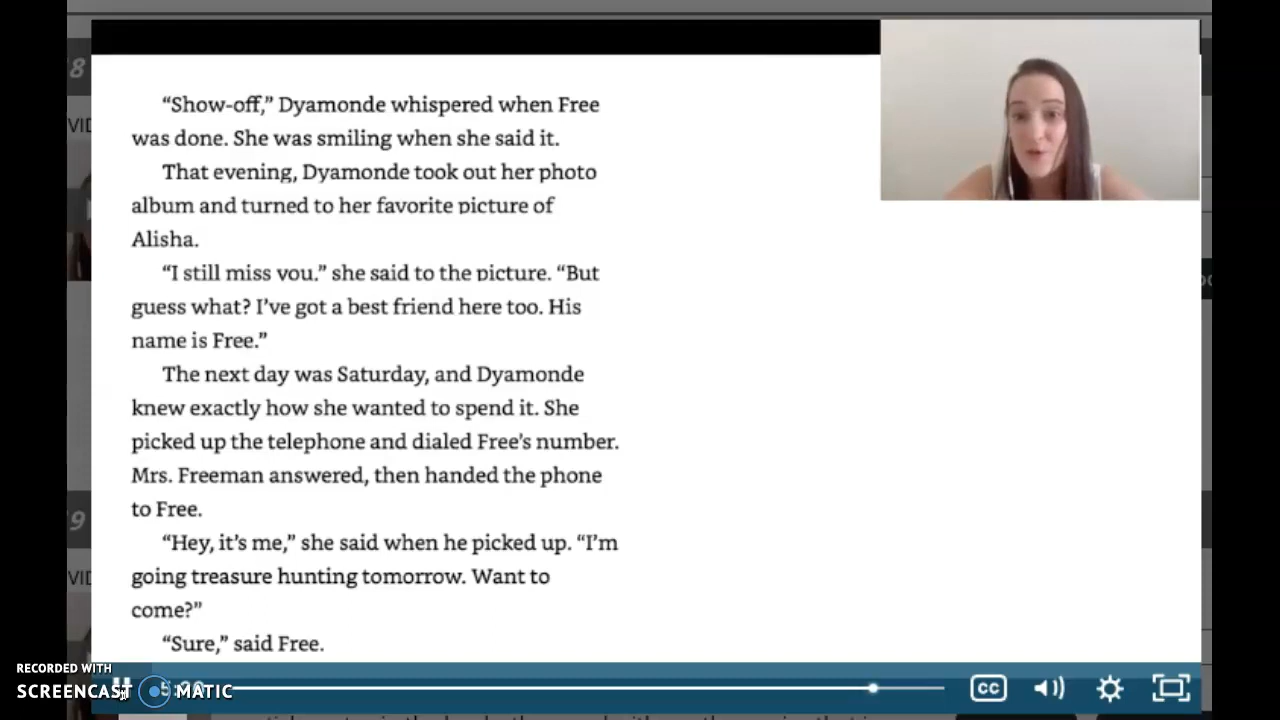 8
VID
“Show-off,” Dyamonde whispered when Free
was done. She was smiling when she said it.
That evening, Dyamonde took out her photo
album and turned to her favorite picture of
Alisha.
“I still miss you,” she said to the picture. “But
guess what? I’ve got a best friend here too. His
name is Free.”
The next day was Saturday, and Dyamonde
knew exactly how she wanted to spend it. She
picked up the telephone and dialed Free’s number.
Mrs. Freeman answered, then handed the phone
to Free.
“Hey, it’s me,” she said when he picked up. “I’m
going treasure hunting tomorrow. Want to
come?”
“Sure,” said Free.
9
VID
RECORDED WITH
SCREENCAST MATIC
CC